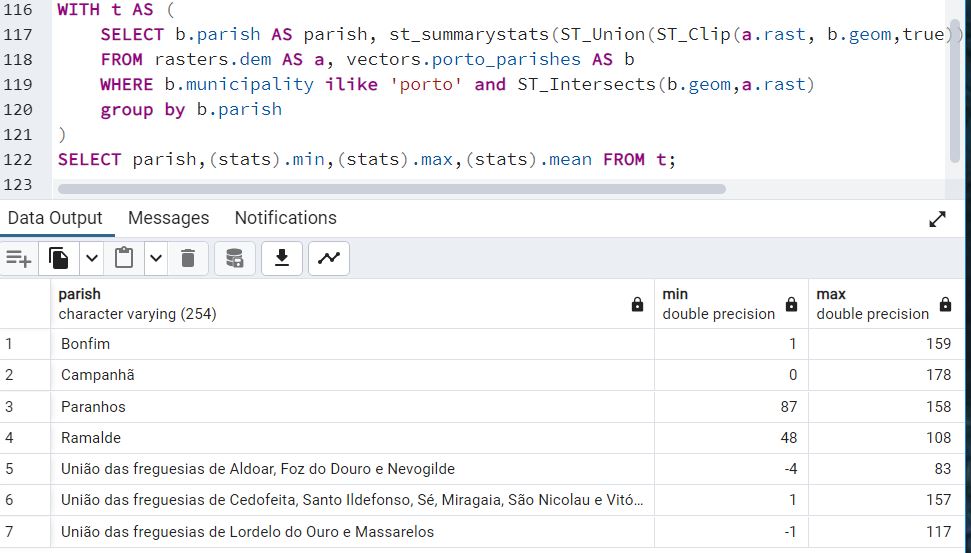 116 WITH t AS (
117 SELECT b.parish AS parish, st_summarystats(ST_Union(ST_Clip(a.rast, b.geom,true))
118 FROM rasters.dem AS a, vectors.porto_parishes AS b
119 WHERE b.municipality ilike 'porto' and ST_Intersects(b.geom,a.rast)
120 group by b.parish
121 )
122 SELECT parish,(stats).min,(stats).max,(stats).mean FROM t;
123
Data Output Messages Notifications
parish min max
character varying (254) double precision double precision
1 Bonfim 1 159
2 Campanhã 0 178
3 Paranhos 87 158
4 Ramalde 48 108
5 União das freguesias de Aldoar, Foz do Douro e Nevogilde -4 83
6 União das freguesias de Cedofeita, Santo Ildefonso, Sé, Miragaia, São Nicolau e Vitó... 1 157
7 União das freguesias de Lordelo do Ouro e Massarelos -1 117